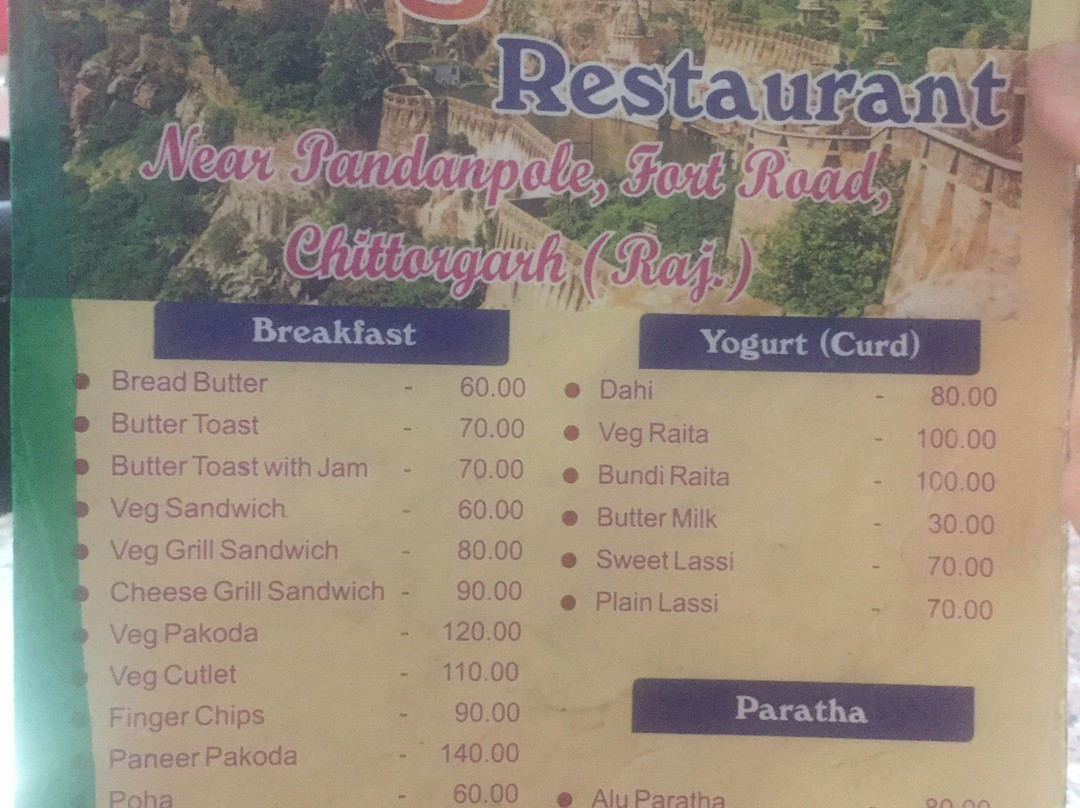 Restaurant
Near Pandanpole, Fort Road,
Chittorgarh (Raj.)
Breakfast
Bread Butter - 60.00
Butter Toast - 70.00
Butter Toast with Jam - 70.00
Veg Sandwich - 60.00
Veg Grill Sandwich - 80.00
Cheese Grill Sandwich - 90.00
Veg Pakoda - 120.00
Veg Cutlet - 110.00
Finger Chips - 90.00
Paneer Pakoda - 140.00
Poha - 60.00
Yogurt (Curd)
Dahi - 80.00
Veg Raita - 100.00
Bundi Raita - 100.00
Butter Milk - 30.00
Sweet Lassi - 70.00
Plain Lassi - 70.00
Paratha
Alu Paratha - 80.00